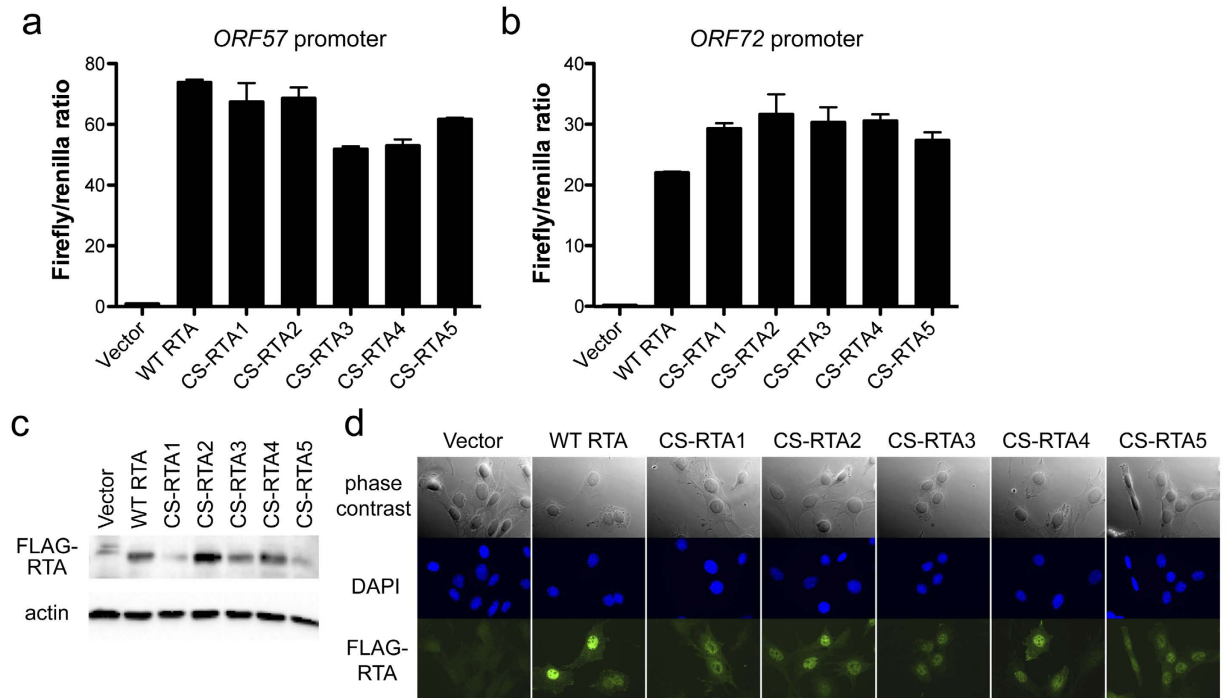 a
ORF57 promoter
Firefly/renilla ratio
80
60
40
20
0
Vector
WT RTA
CS-RTA1
CS-RTA2
CS-RTA3
CS-RTA4
CS-RTA5
b
ORF72 promoter
Firefly/renilla ratio
40
30
20
10
0
Vector
WT RTA
CS-RTA1
CS-RTA2
CS-RTA3
CS-RTA4
CS-RTA5
c
Vector
WT RTA
CS-RTA1
CS-RTA2
CS-RTA3
CS-RTA4
CS-RTA5
FLAG-
RTA
actin
d
Vector
WT RTA
CS-RTA1
CS-RTA2
CS-RTA3
CS-RTA4
CS-RTA5
phase
contrast
DAPI
FLAG-
RTA